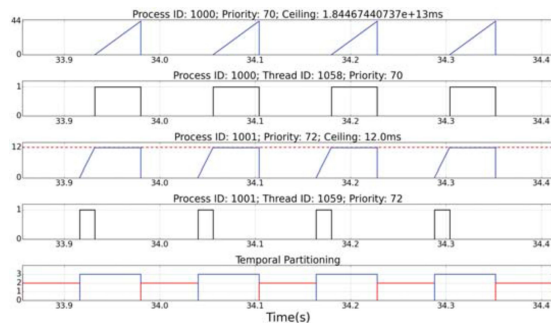 Process ID: 1000; Priority: 70; Ceiling: 1.84467440737e+13ms
44
0
33.9 34.0 34.1 34.2 34.3 34.4
Process ID: 1000; Thread ID: 1058; Priority: 70
1
0
33.9 34.0 34.1 34.2 34.3 34.4
Process ID: 1001; Priority: 72; Ceiling: 12.0ms
12
0
33.9 34.0 34.1 34.2 34.3 34.4
Process ID: 1001; Thread ID: 1059; Priority: 72
1
0
33.9 34.0 34.1 34.2 34.3 34.4
Temporal Partitioning
3
2
1
0
33.9 34.0 34.1 34.2 34.3 34.4
Time(s)